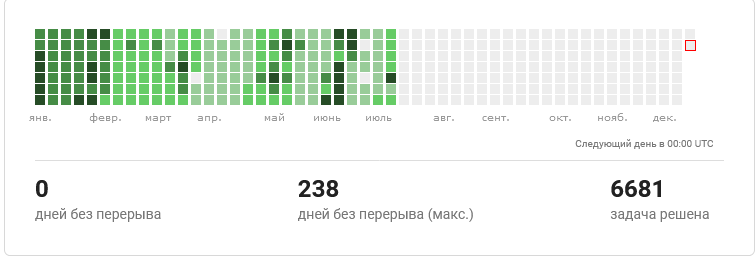 янв. февр. март апр. май июнь июль авг. сент. окт. нояб. дек.
Следующий день в 00:00 UTC
0 238 6681
дней без перерыва дней без перерыва (макс.) задача решена